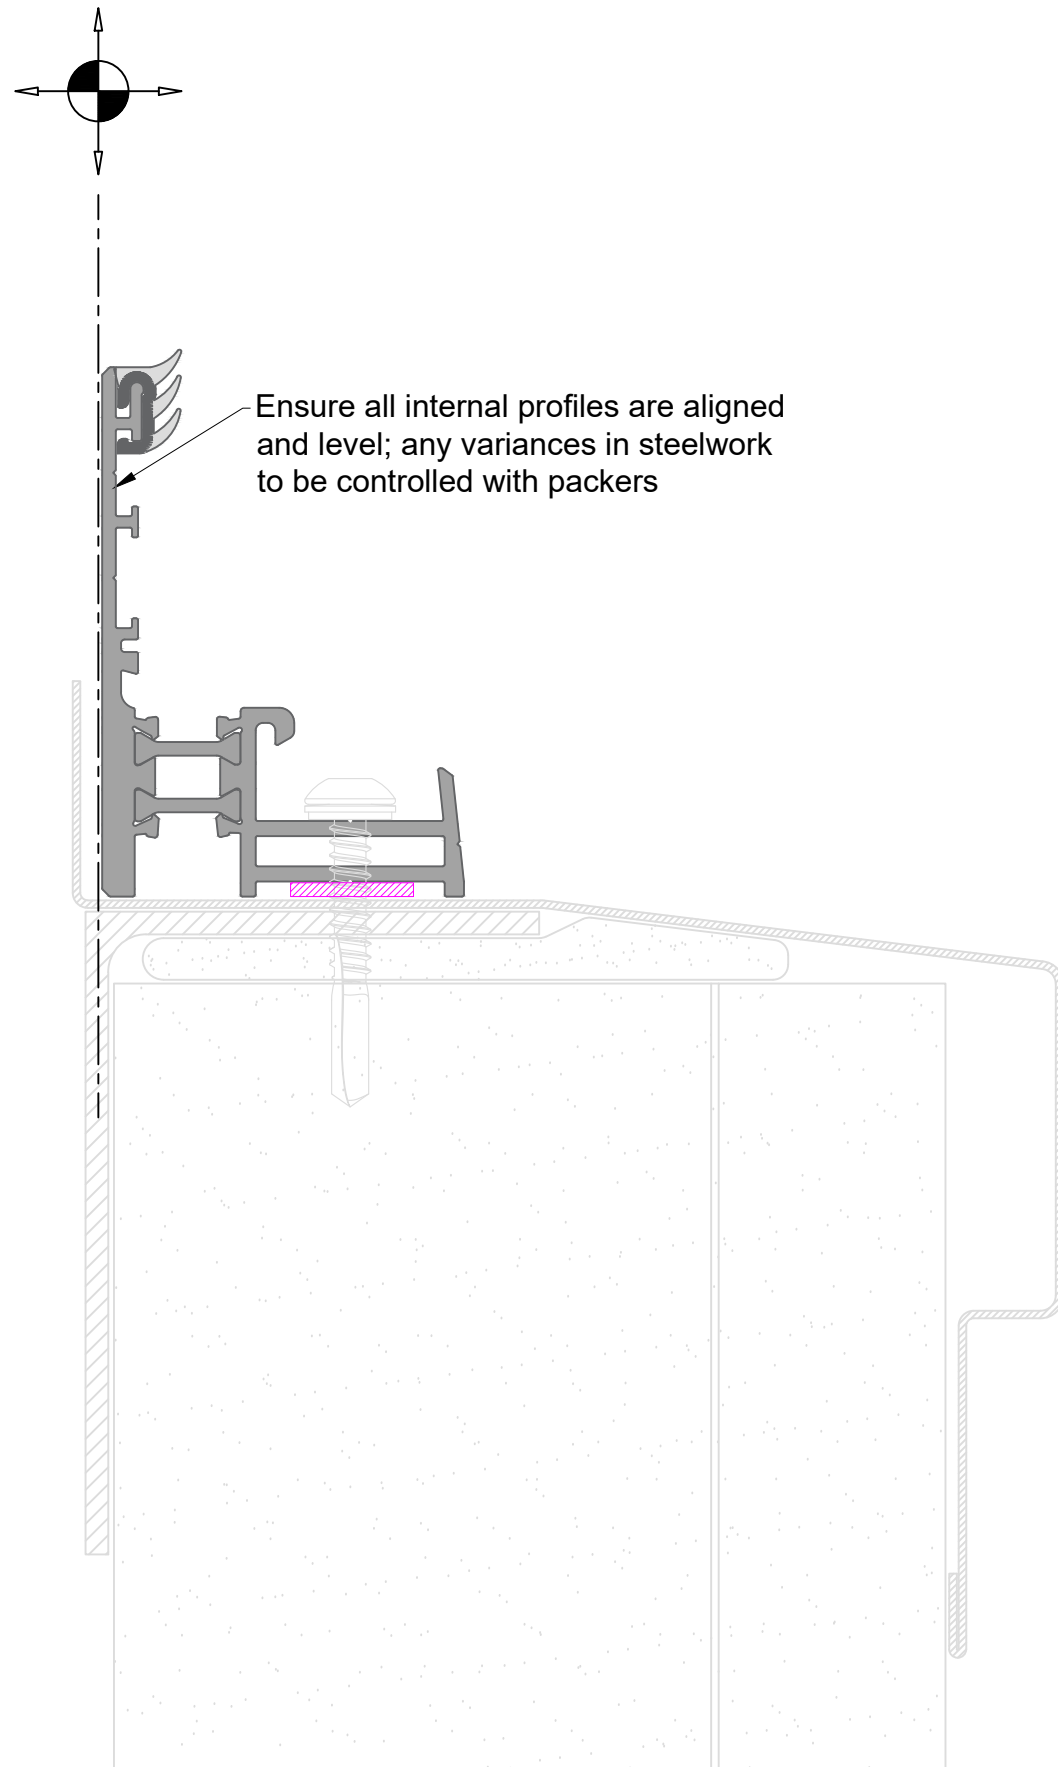 Ensure all internal profiles are aligned
and level; any variances in steelwork
to be controlled with packers